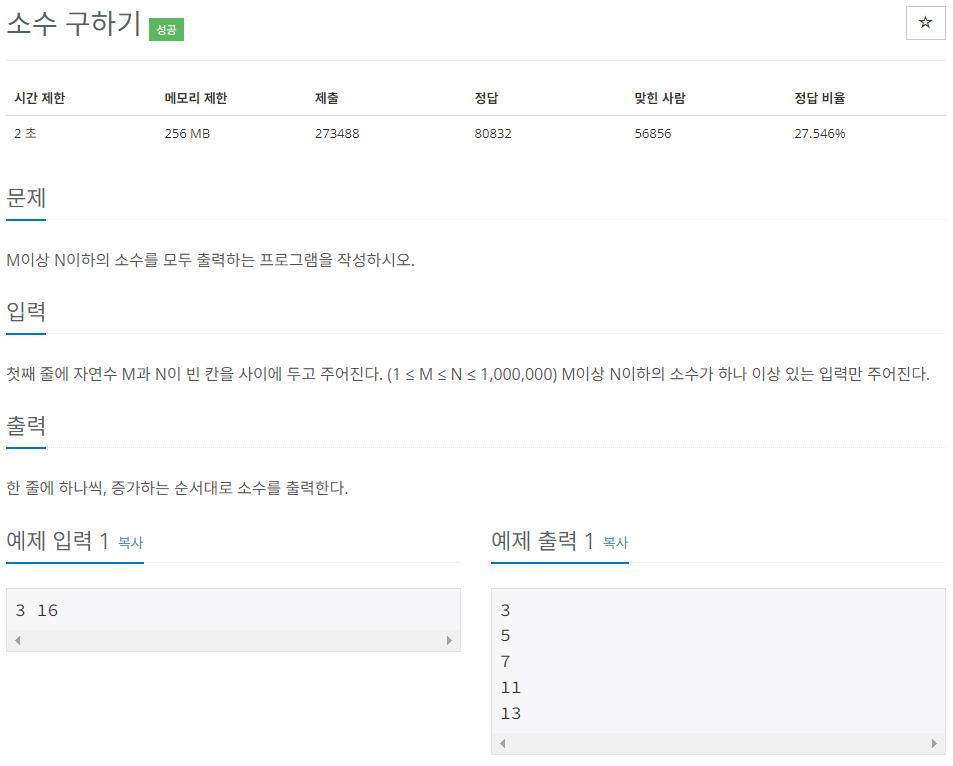 소수 구하기 성공
☆
시간 제한 메모리 제한 제출 정답 맞힌 사람 정답 비율
2 초 256 MB 273488 80832 56856 27.546%
문제
M이상 N이하의 소수를 모두 출력하는 프로그램을 작성하시오.
입력
첫째 줄에 자연수 M과 N이 빈 칸을 사이에 두고 주어진다. (1 ≤ M ≤ N ≤ 1,000,000) M이상 N이하의 소수가 하나 이상 있는 입력만 주어진다.
출력
한 줄에 하나씩, 증가하는 순서대로 소수를 출력한다.
예제 입력 1 복사
3 16
예제 출력 1 복사
3
5
7
11
13